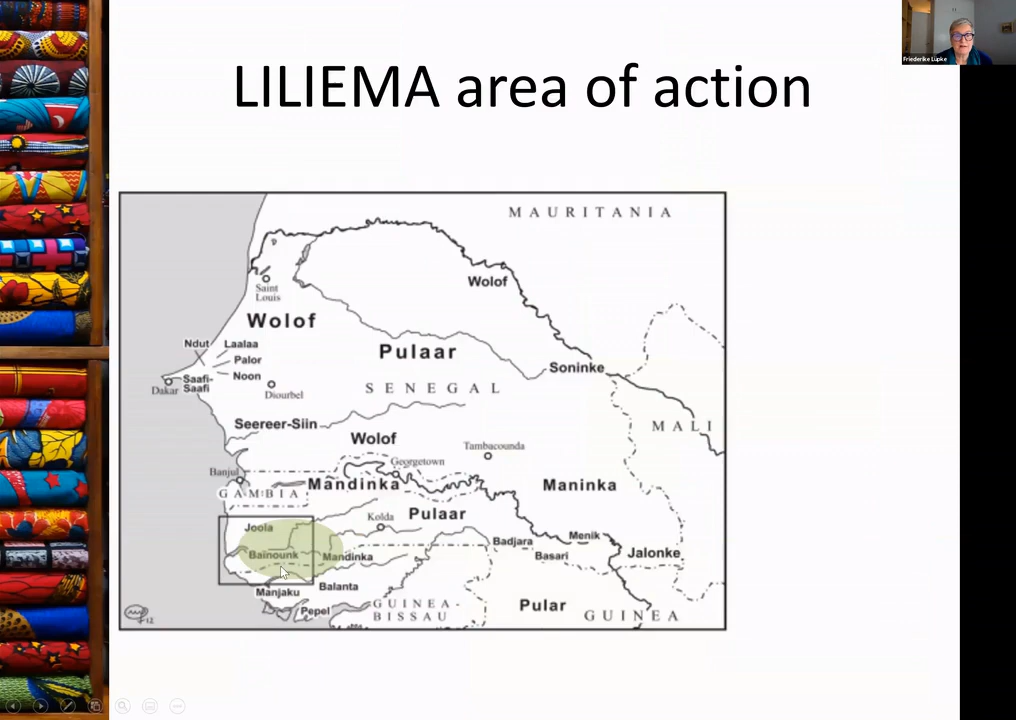 Friederike Lüpke
LILIEMA area of action
MAURITANIA
Wolof
Saint
Louis
Wolof
Ndut
Laalaa
Pulaar
Palor
Soninke
Noon
Saafi-
Saafi
Dakar
Diourbel
SENEGAL
MALI
Seereer-Siin
Wolof
Tambacounda
Georgetown
Banjul
GAMBIA
Mandinka
Maninka
Pulaar
Kolda
Joola
Badjara
Menik
Bainounk
Mandinka
Basari
Jalonke
Balanta
Manjaku
Pepel
GUINEA-
BISSAU
Pular
GUINEA